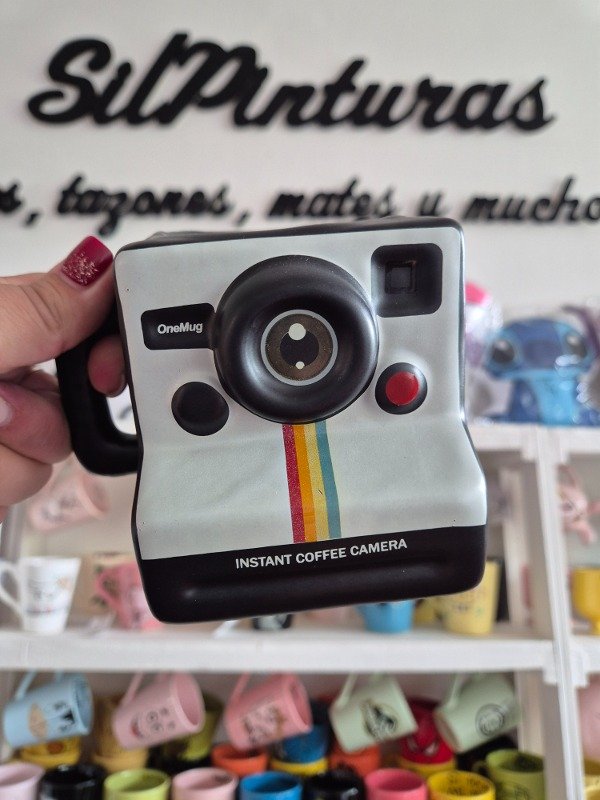 SilPinturas
, tazones, mates y mucho
OneMug
INSTANT COFFEE CAMERA